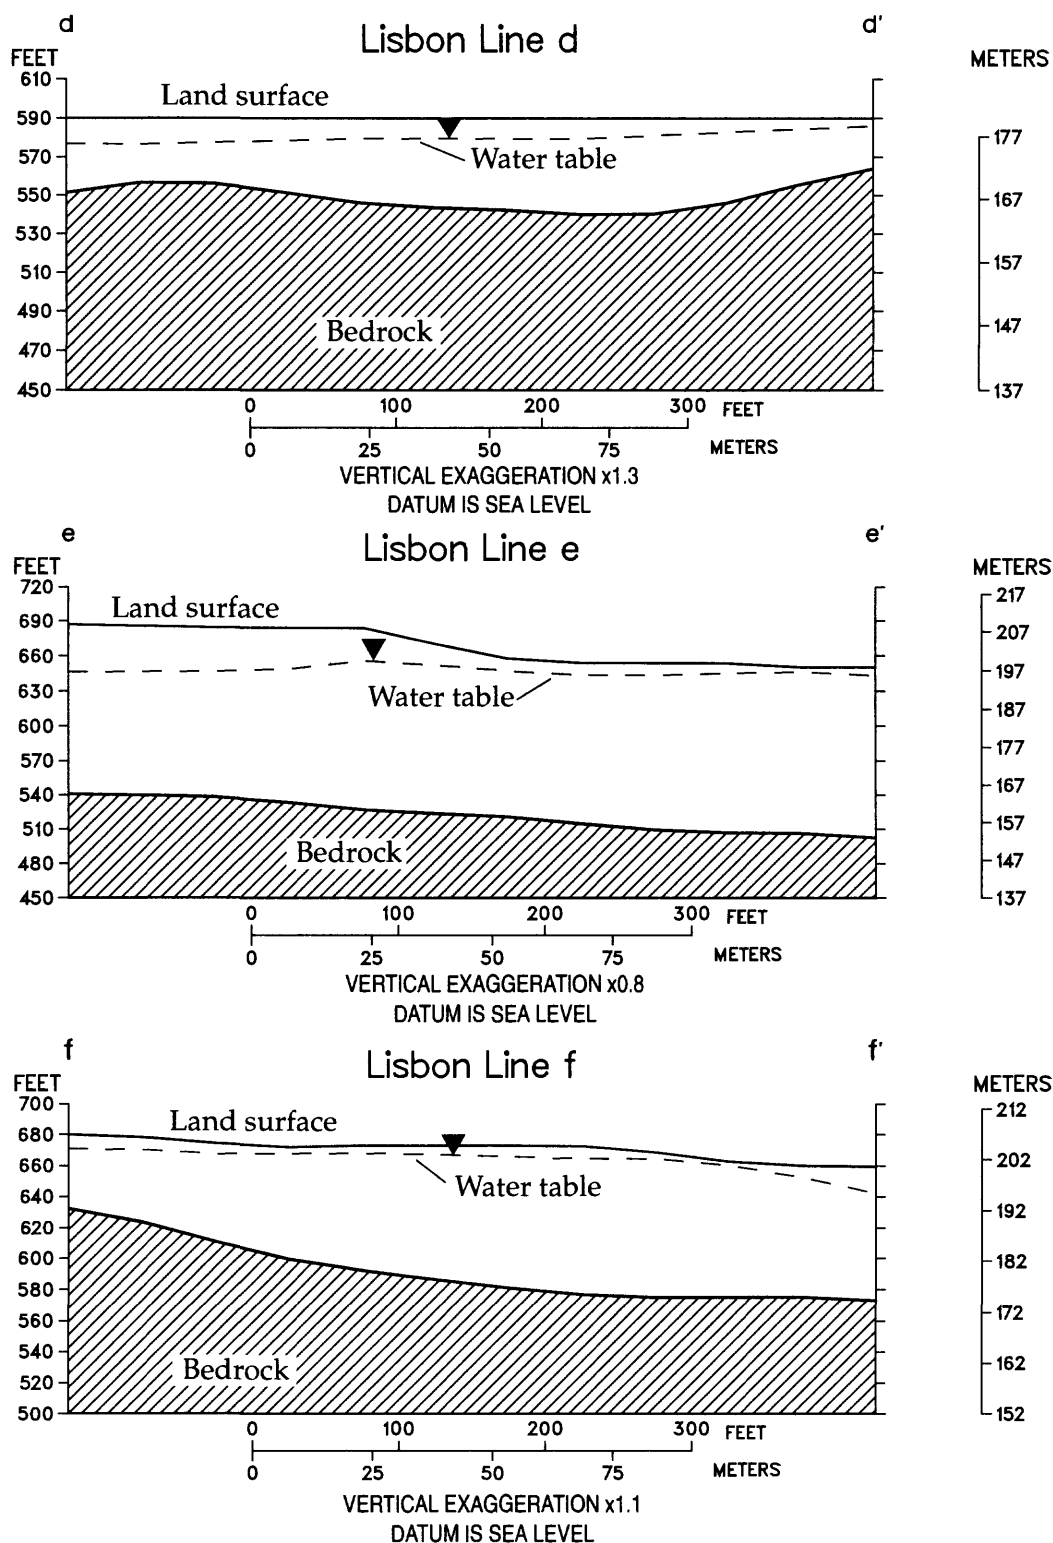 d d'
Lisbon Line d
FEET METERS
610
Land surface
590
177
570
Water table
550
167
530
157
510
490
147
Bedrock
470
450
137
0 100 200 300 FEET
0 25 50 75 METERS
VERTICAL EXAGGERATION x1.3
DATUM IS SEA LEVEL
e e'
Lisbon Line e
FEET METERS
720
217
Land surface
690
207
660
197
Water table
630
187
600
177
570
167
540
157
510
Bedrock
147
480
450 137
0 100 200 300 FEET
0 25 50 75 METERS
VERTICAL EXAGGERATION x0.8
DATUM IS SEA LEVEL
f f'
Lisbon Line f
FEET METERS
700
212
Land surface
680
202
660
Water table
640
192
620
182
600
580
172
560
540
162
Bedrock
520
500 152
0 100 200 300 FEET
0 25 50 75 METERS
VERTICAL EXAGGERATION x1.1
DATUM IS SEA LEVEL